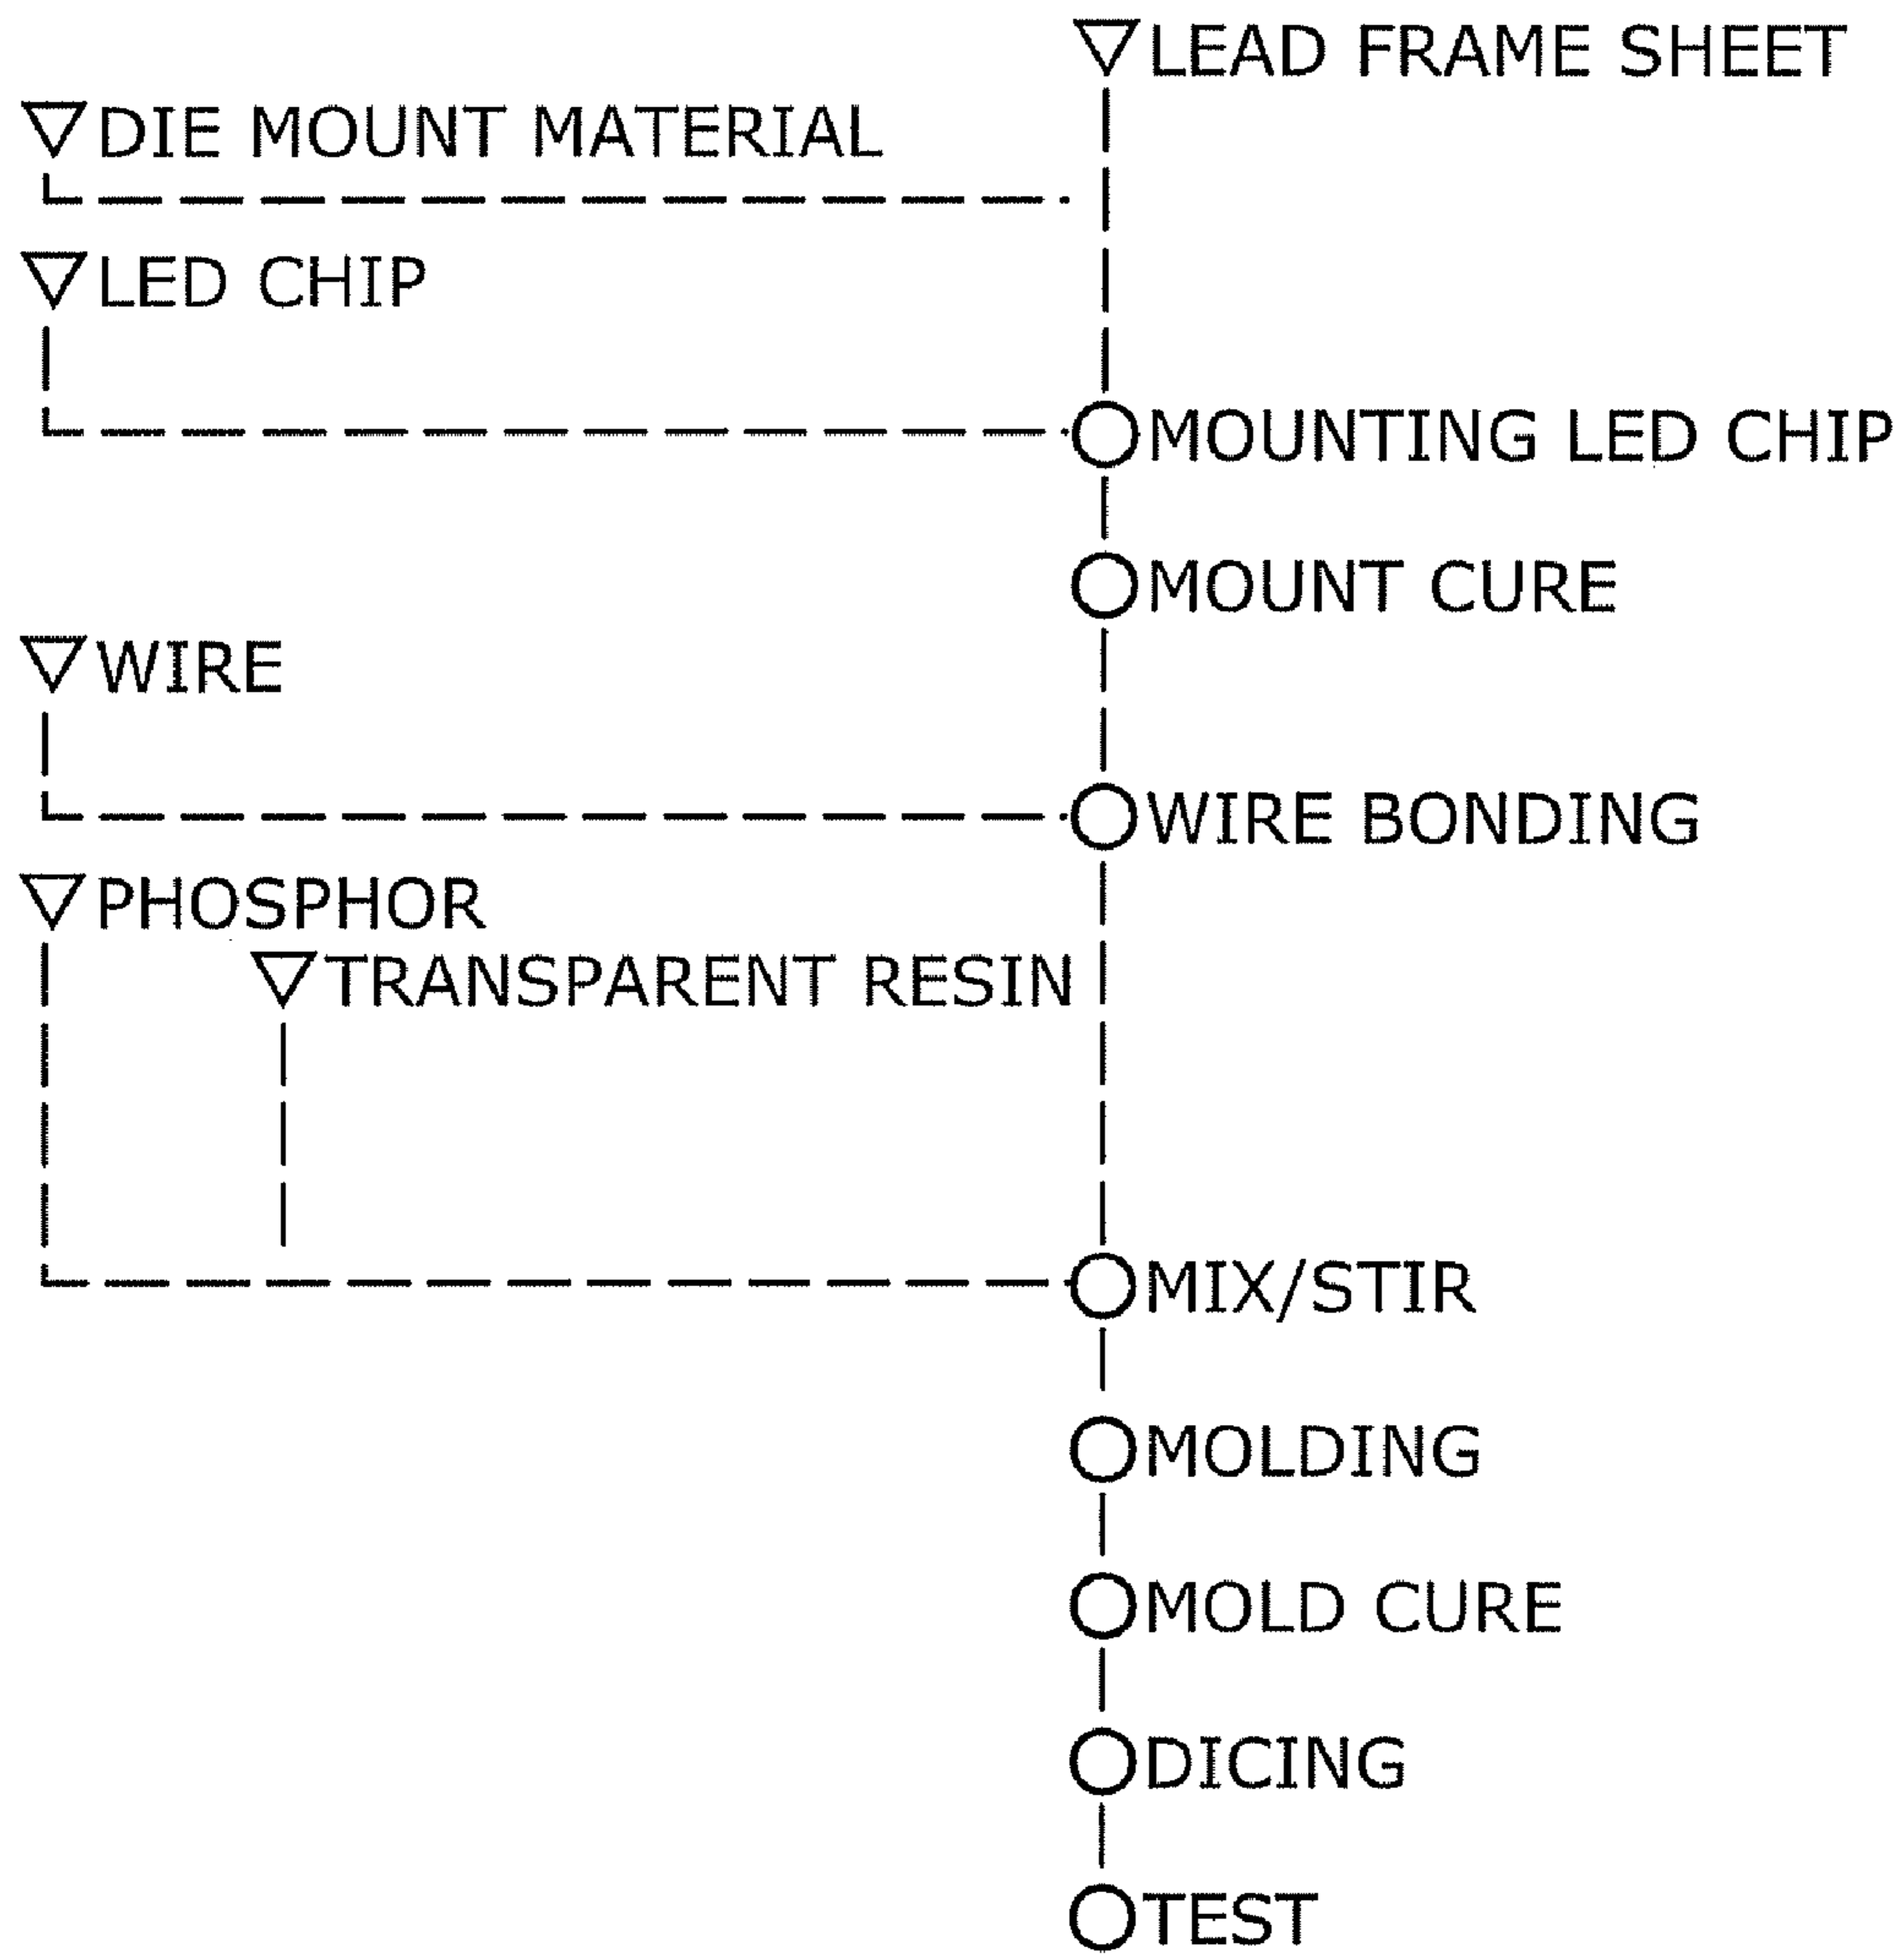 LEAD FRAME SHEET
DIE MOUNT MATERIAL
LED CHIP
MOUNTING LED CHIP
MOUNT CURE
WIRE
WIRE BONDING
PHOSPHOR
TRANSPARENT RESIN
MIX/STIR
MOLDING
MOLD CURE
DICING
TEST